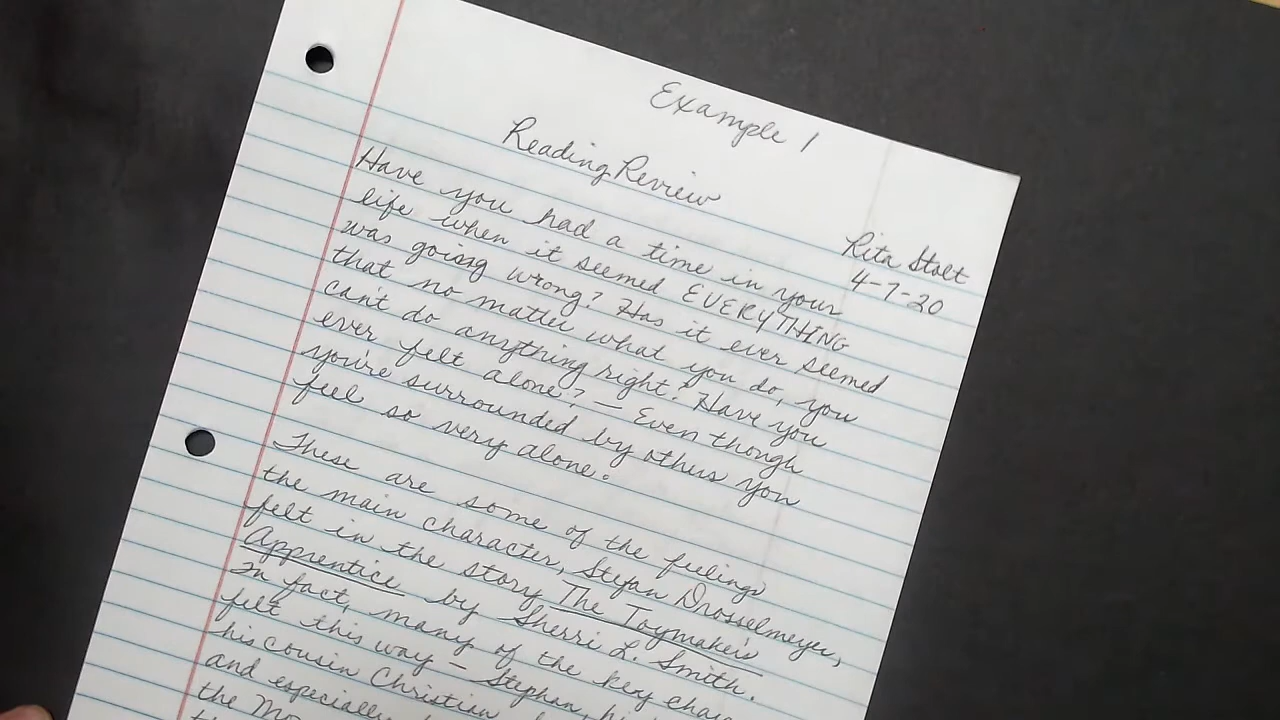 Example 1
Reading Review
Rita Stolt
4-7-20
Have you had a time in your
life when it seemed EVERYTHING
was going wrong? Has it ever seemed
that no matter what you do, you
can't do anything right? Have you
ever felt alone? — Even though
you're surrounded by others you
feel so very alone.
These are some of the feelings
the main character, Stefan Drosselmeyer,
felt in the story The Toymaker's
Apprentice by Sherri L. Smith.
In fact, many of the key
felt this way — Stephan,
his cousin Christian
and especially
the